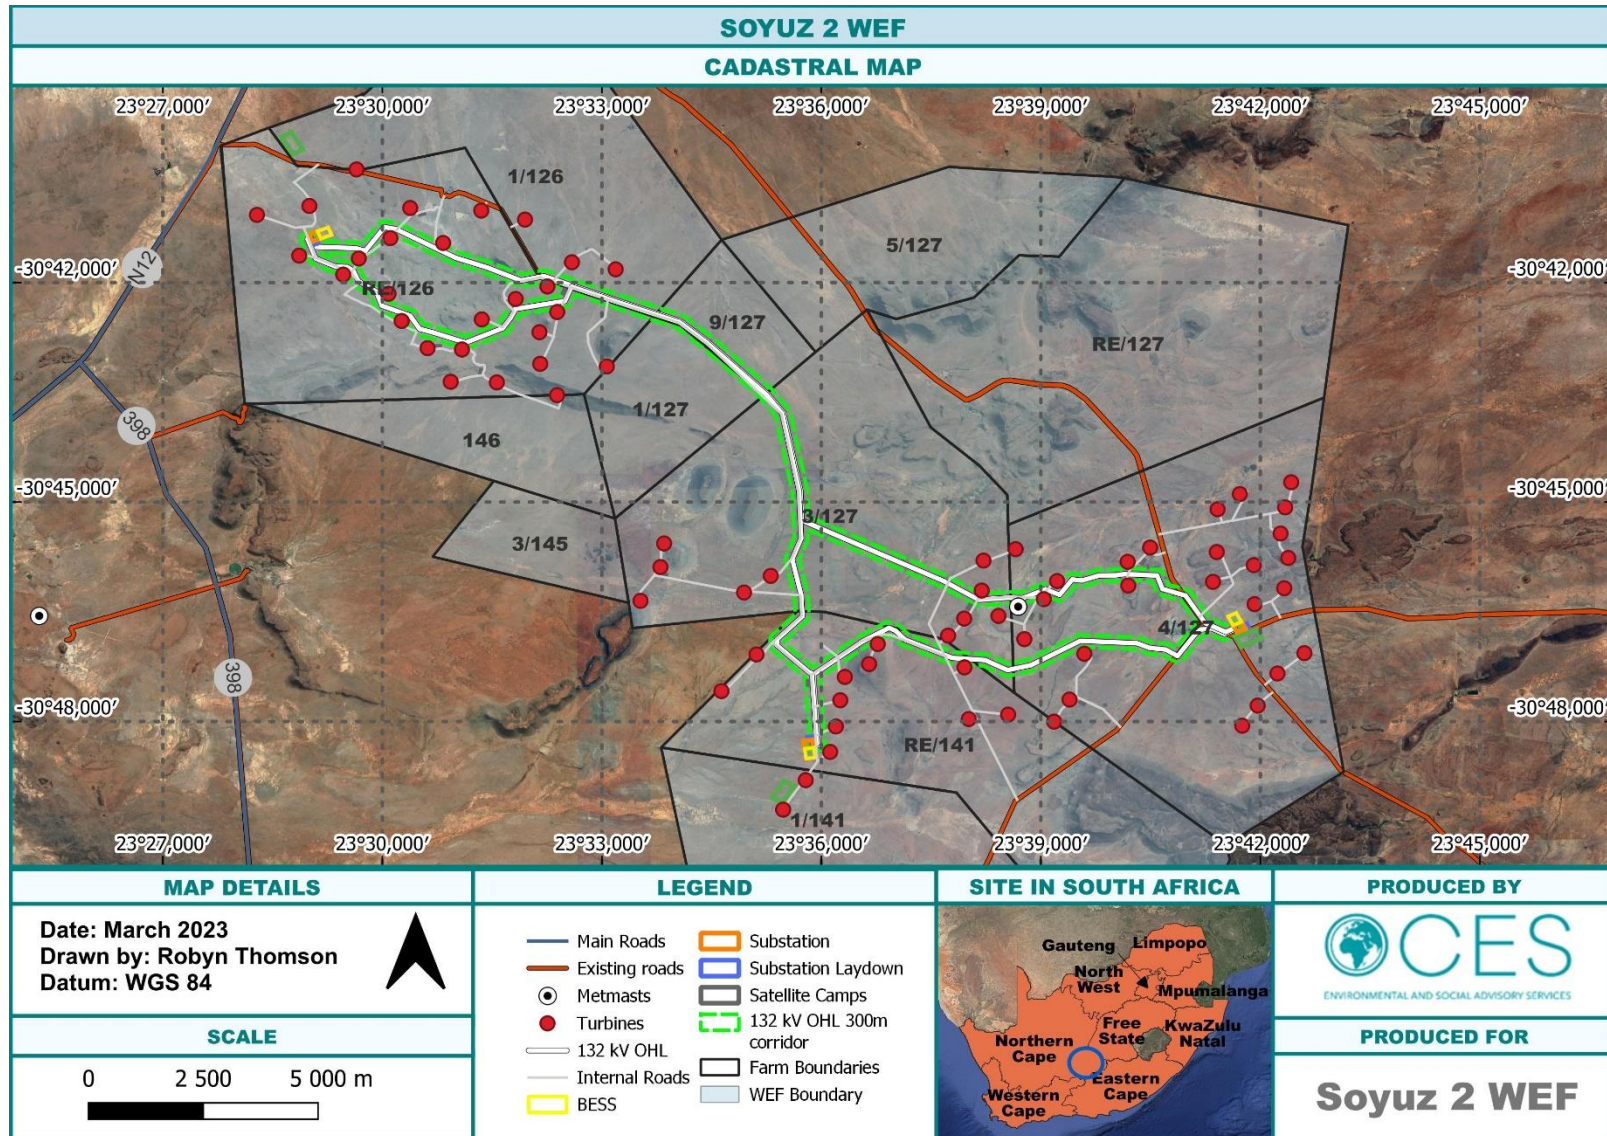 SOYUZ 2 WEF
CADASTRAL MAP
23°27,000′ 23°30,000′ 23°33,000′ 23°36,000′ 23°39,000′ 23°42,000′ 23°45,000′
1/126
5/127
N12
-30°42,000′ -30°42,000′
RE/126
9/127
RE/127
1/127
398
146
-30°45,000′ -30°45,000′
3/127
3/145
4/127
398
-30°48,000′ -30°48,000′
RE/141
1/141
23°27,000′ 23°30,000′ 23°33,000′ 23°36,000′ 23°39,000′ 23°42,000′ 23°45,000′
MAP DETAILS
Date: March 2023
Drawn by: Robyn Thomson
Datum: WGS 84
SCALE
0 2 500 5 000 m
LEGEND
Main Roads
Existing roads
Metmasts
Turbines
132 kV OHL
Internal Roads
BESS
Substation
Substation Laydown
Satellite Camps
132 kV OHL 300m
corridor
Farm Boundaries
WEF Boundary
SITE IN SOUTH AFRICA
Gauteng
Limpopo
North
West
Mpumalanga
Free
State
KwaZulu
Natal
Northern
Cape
Eastern
Cape
Western
Cape
PRODUCED BY
CES
ENVIRONMENTAL AND SOCIAL ADVISORY SERVICES
PRODUCED FOR
Soyuz 2 WEF